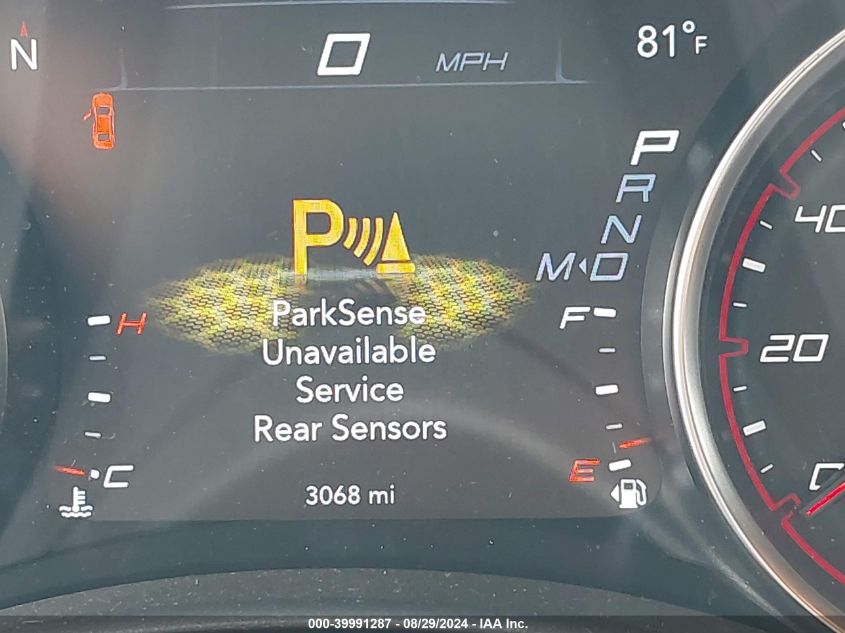 N
0 MPH
81°F
P
R
N
M D
P
ParkSense
Unavailable
Service
Rear Sensors
3068 mi
H
C
F
E
40
20
0
000-39991287 - 08/29/2024 - IAA Inc.